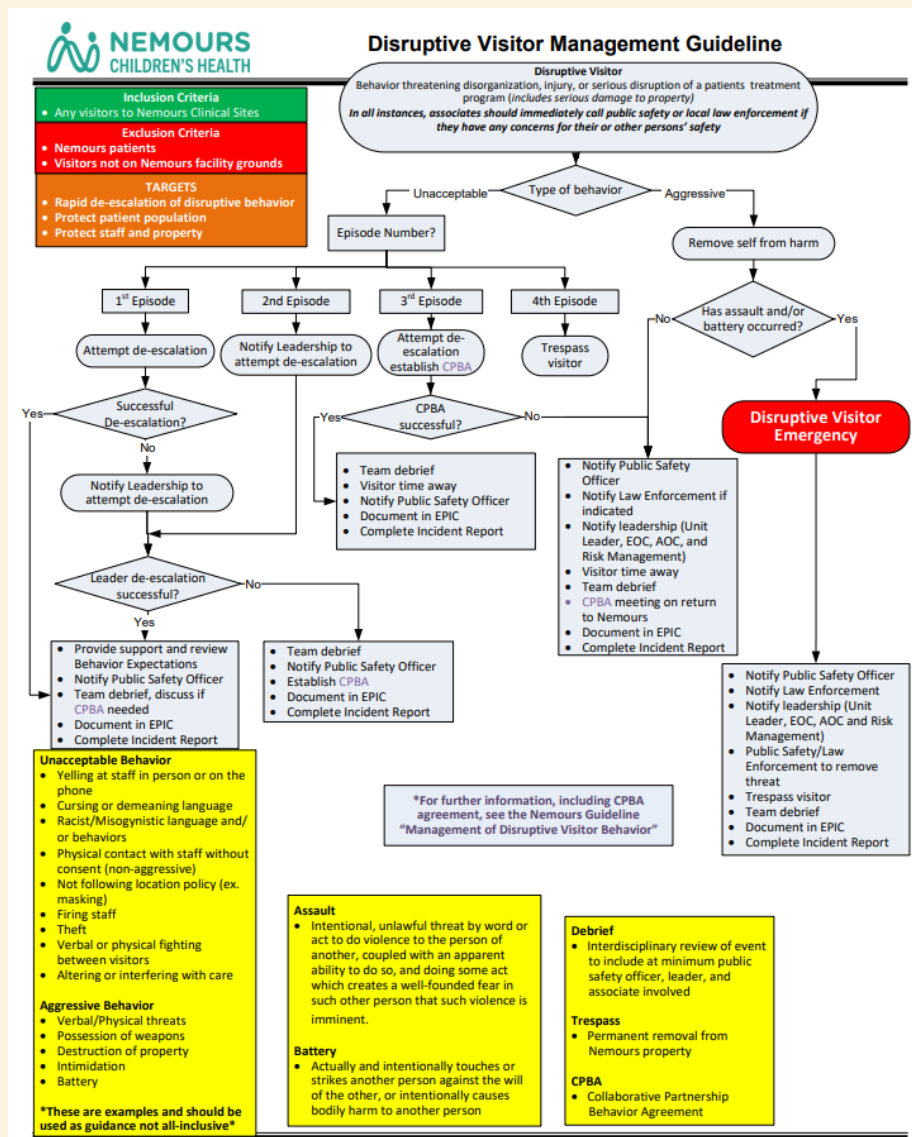 NEMOURS
CHILDREN'S HEALTH
Disruptive Visitor Management Guideline
Disruptive Visitor
Behavior threatening disorganization, injury, or serious disruption of a patients treatment
program (includes serious damage to property)
In all instances, associates should immediately call public safety or local law enforcement if
they have any concerns for their or other persons' safety
Inclusion Criteria
• Any visitors to Nemours Clinical Sites
Exclusion Criteria
• Nemours patients
• Visitors not on Nemours facility grounds
TARGETS
• Rapid de-escalation of disruptive behavior
• Protect patient population
• Protect staff and property
Unacceptable
Type of behavior
Aggressive
Episode Number?
Remove self from harm
1st Episode
2nd Episode
3rd Episode
4th Episode
No
Has assault and/or
battery occurred?
Yes
Attempt de-escalation
Notify Leadership to
attempt de-escalation
Attempt de-
escalation
establish CPBA
Trespass
visitor
Yes
Successful
De-escalation?
No
Yes
CPBA
successful?
No
Disruptive Visitor
Emergency
Notify Leadership to
attempt de-escalation
• Team debrief
• Visitor time away
• Notify Public Safety Officer
• Document in EPIC
• Complete Incident Report
• Notify Public Safety
Officer
• Notify Law Enforcement if
indicated
• Notify leadership (Unit
Leader, EOC, AOC, and
Risk Management)
• Visitor time away
• Team debrief
• CPBA meeting on return
to Nemours
• Document in EPIC
• Complete Incident Report
Leader de-escalation
successful?
No
Yes
• Provide support and review
Behavior Expectations
• Notify Public Safety Officer
• Team debrief, discuss if
CPBA needed
• Document in EPIC
• Complete Incident Report
• Team debrief
• Notify Public Safety Officer
• Establish CPBA
• Document in EPIC
• Complete Incident Report
• Notify Public Safety Officer
• Notify Law Enforcement
• Notify leadership (Unit
Leader, EOC, AOC and Risk
Management)
• Public Safety/Law
Enforcement to remove
threat
• Trespass visitor
• Team debrief
• Document in EPIC
• Complete Incident Report
Unacceptable Behavior
• Yelling at staff in person or on the
phone
• Cursing or demeaning language
• Racist/Misogynistic language and/
or behaviors
• Physical contact with staff without
consent (non-aggressive)
• Not following location policy (ex.
masking)
• Firing staff
• Theft
• Verbal or physical fighting
between visitors
• Altering or interfering with care
Aggressive Behavior
• Verbal/Physical threats
• Possession of weapons
• Destruction of property
• Intimidation
• Battery
*These are examples and should be
used as guidance not all-inclusive*
*For further information, including CPBA
agreement, see the Nemours Guideline
"Management of Disruptive Visitor Behavior"
Assault
• Intentional, unlawful threat by word or
act to do violence to the person of
another, coupled with an apparent
ability to do so, and doing some act
which creates a well-founded fear in
such other person that such violence is
imminent.
Battery
• Actually and intentionally touches or
strikes another person against the will
of the other, or intentionally causes
bodily harm to another person
Debrief
• Interdisciplinary review of event
to include at minimum public
safety officer, leader, and
associate involved
Trespass
• Permanent removal from
Nemours property
CPBA
• Collaborative Partnership
Behavior Agreement